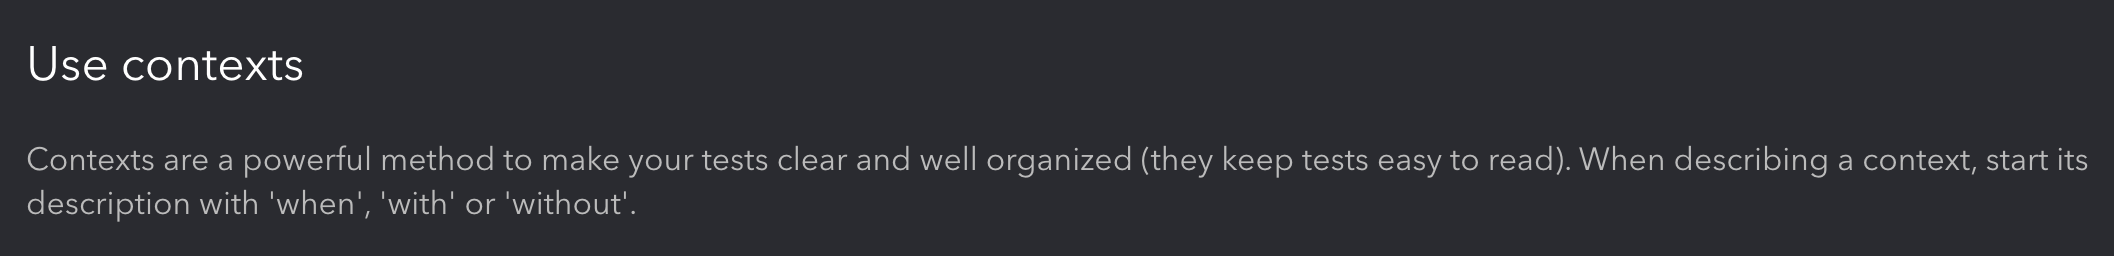 Use contexts
Contexts are a powerful method to make your tests clear and well organized (they keep tests easy to read). When describing a context, start its
description with 'when', 'with' or 'without'.